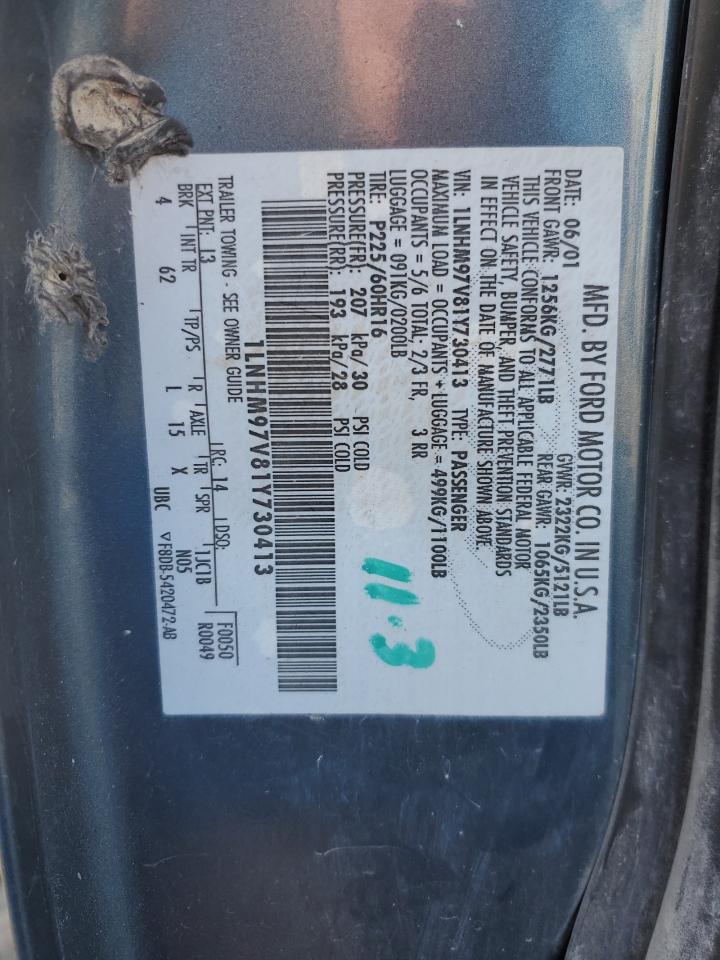 MFD. BY FORD MOTOR CO. IN U.S.A.
DATE: 06/01 GVWR: 2322KG/5121LB
FRONT GAWR: 1256KG/2771LB REAR GAWR: 1065KG/2350LB
THIS VEHICLE CONFORMS TO ALL APPLICABLE FEDERAL MOTOR
VEHICLE SAFETY, BUMPER, AND THEFT PREVENTION STANDARDS
IN EFFECT ON THE DATE OF MANUFACTURE SHOWN ABOVE.
VIN: 1LNHM97V81Y730413 TYPE: PASSENGER
MAXIMUM LOAD = OCCUPANTS + LUGGAGE = 499KG/1100LB
OCCUPANTS = 5/6 TOTAL; 2/3 FR, 3 RR
LUGGAGE = 091KG/0200LB
TIRE: P225/60HR16
PRESSURE(FR): 207 kPa/30 PSI COLD
PRESSURE(RR): 193 kPa/28 PSI COLD
11.3
1LNHM97V81Y730413
TRAILER TOWING - SEE OWNER GUIDE
EXT PNT: 13 RC: 14 DSO: F0050
BRK INT TR TP/PS R AXLE TR SPR 1JC1B R0049
4 62 L 15 X N05
UBC ▽F8DB-5420472-AB